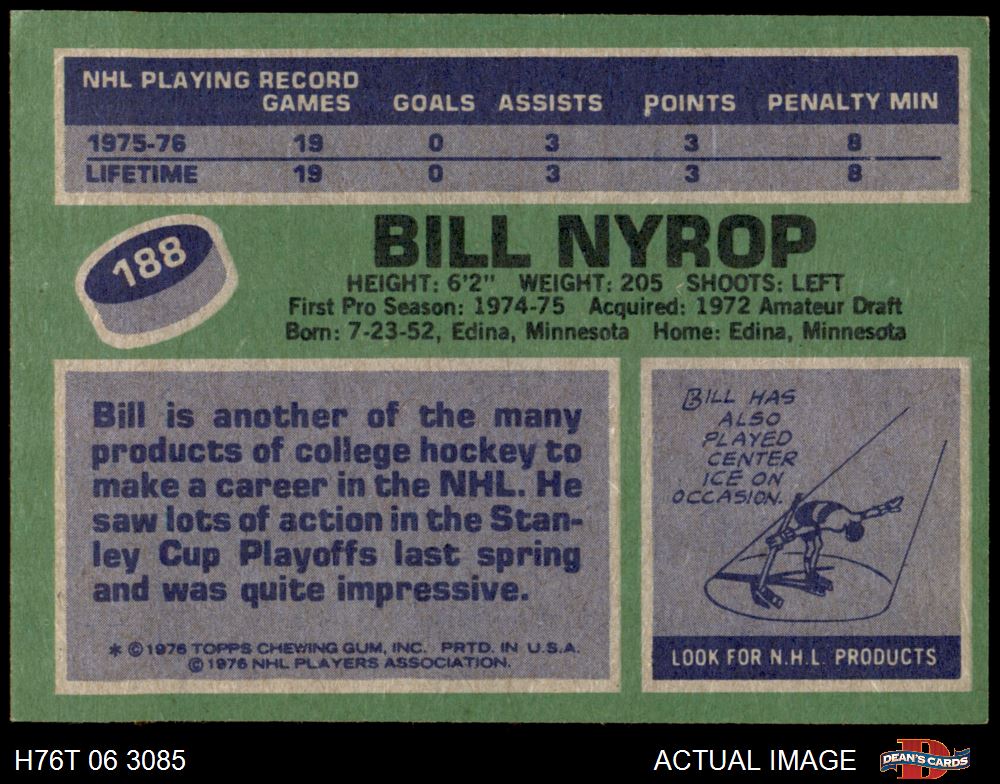 NHL PLAYING RECORD
GAMES GOALS ASSISTS POINTS PENALTY MIN
1975-76 19 0 3 3 8
LIFETIME 19 0 3 3 8
188
BILL NYROP
HEIGHT: 6'2" WEIGHT: 205 SHOOTS: LEFT
First Pro Season: 1974-75 Acquired: 1972 Amateur Draft
Born: 7-23-52, Edina, Minnesota Home: Edina, Minnesota
Bill is another of the many
products of college hockey to
make a career in the NHL. He
saw lots of action in the Stan-
ley Cup Playoffs last spring
and was quite impressive.
* © 1976 TOPPS CHEWING GUM, INC. PRTD. IN U.S.A.
© 1976 NHL PLAYERS ASSOCIATION.
BILL HAS
ALSO
PLAYED
CENTER
ICE ON
OCCASION.
LOOK FOR N.H.L. PRODUCTS
H76T 06 3085 ACTUAL IMAGE
D
DEAN'S CARDS